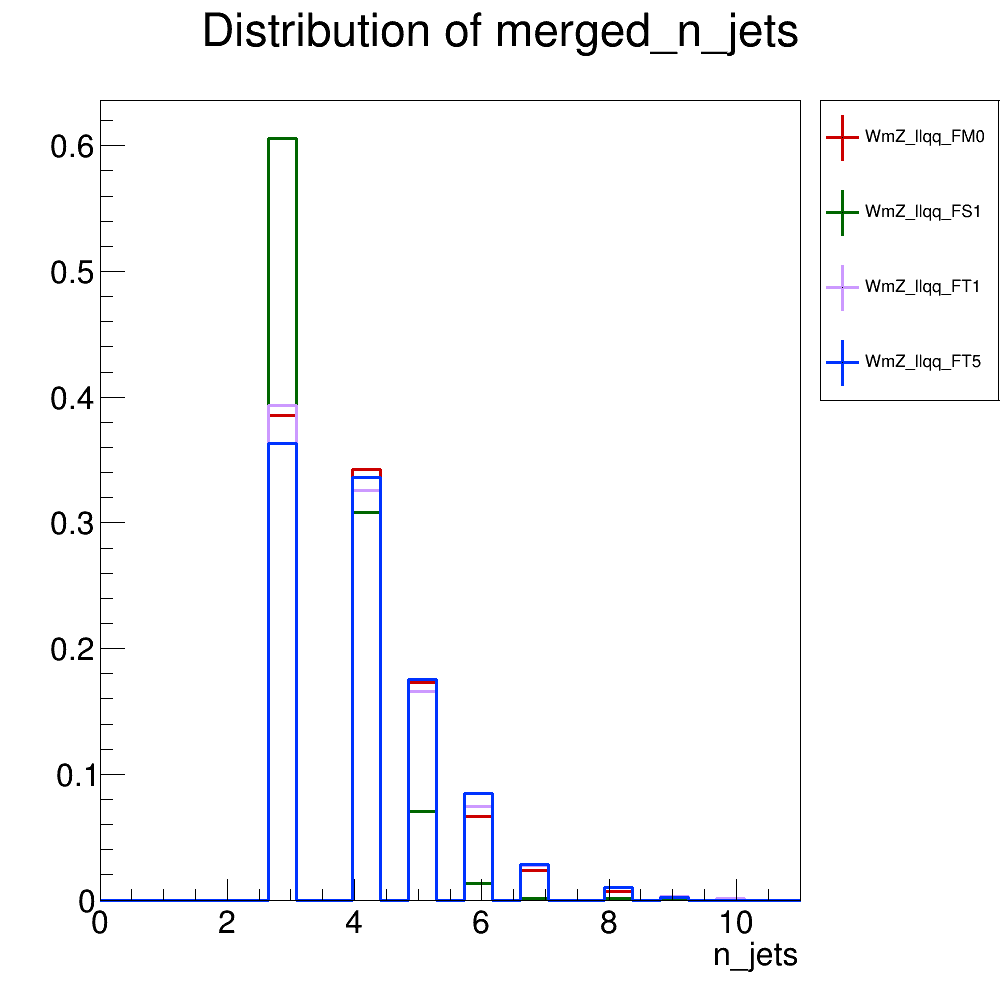 Distribution of merged_n_jets
0.6
0.5
0.4
0.3
0.2
0.1
0
0 2 4 6 8 10
n_jets
WmZ_llqq_FM0
WmZ_llqq_FS1
WmZ_llqq_FT1
WmZ_llqq_FT5